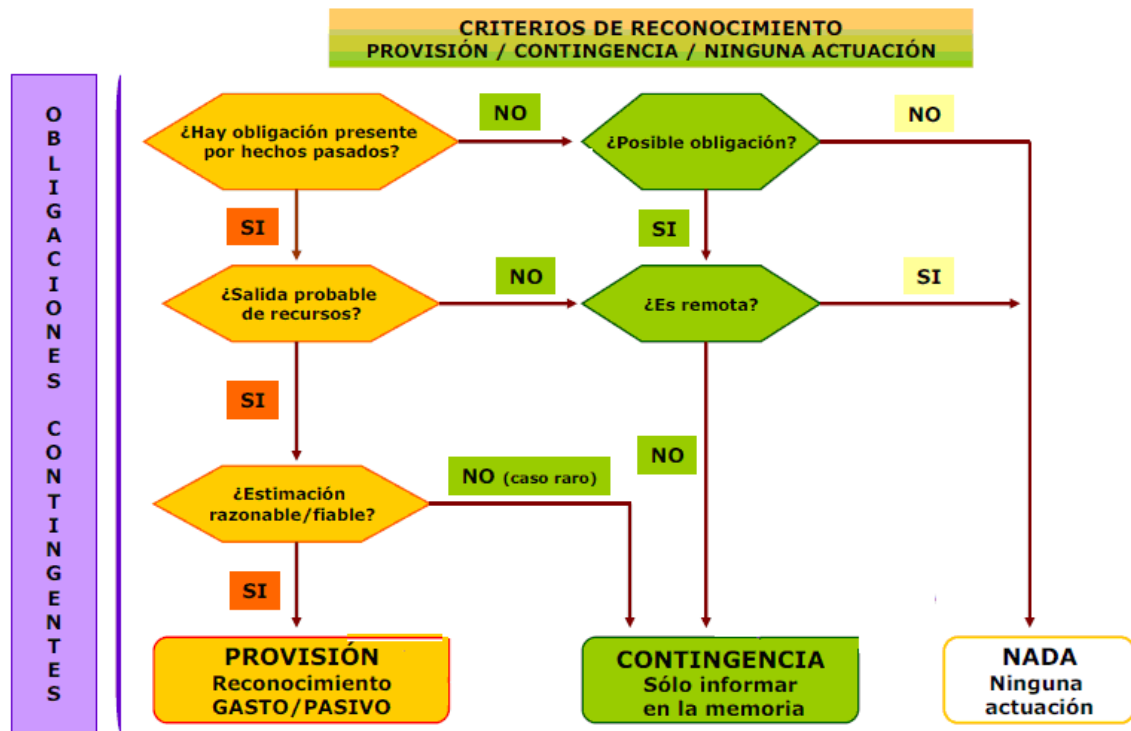 CRITERIOS DE RECONOCIMIENTO
PROVISIÓN / CONTINGENCIA / NINGUNA ACTUACIÓN
OBLIGACIONES CONTINGENTES
¿Hay obligación presente
por hechos pasados?
NO
¿Posible obligación?
NO
SI
SI
¿Salida probable
de recursos?
NO
¿Es remota?
SI
SI
NO
¿Estimación
razonable/fiable?
NO (caso raro)
SI
PROVISIÓN
Reconocimiento
GASTO/PASIVO
CONTINGENCIA
Sólo informar
en la memoria
NADA
Ninguna
actuación